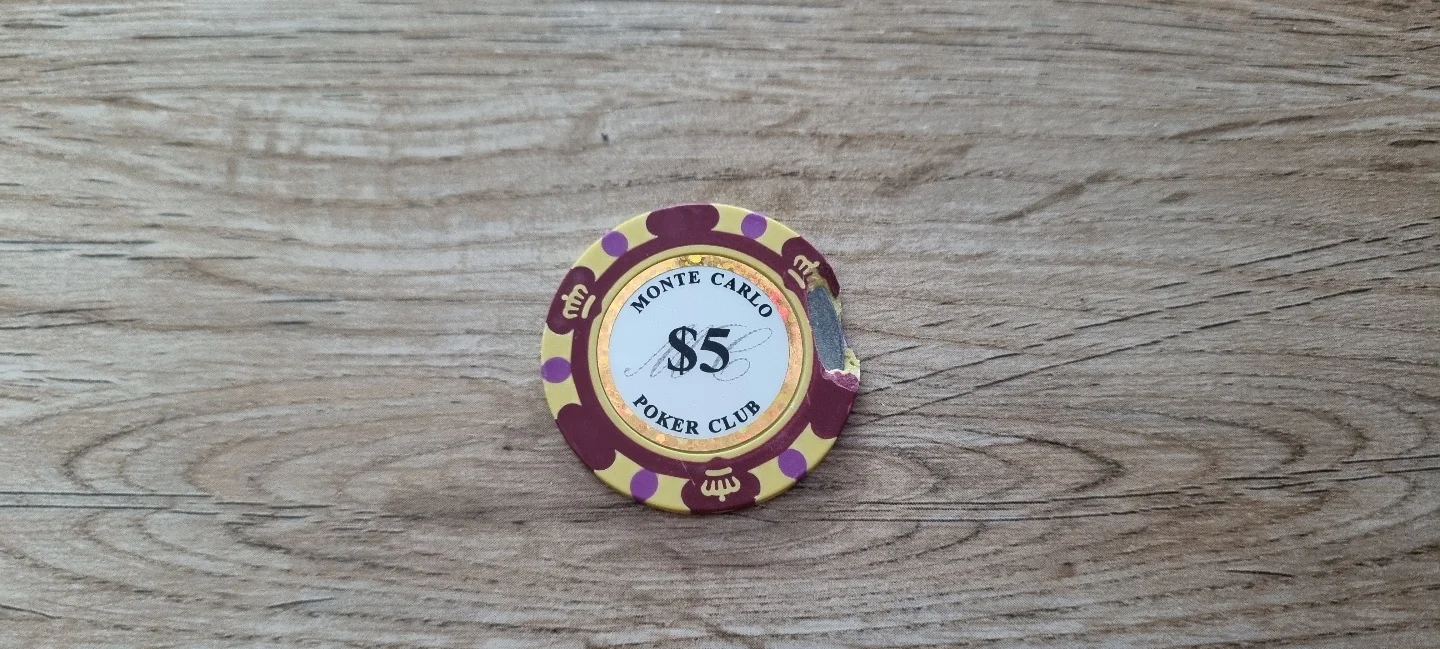 MONTE CARLO
$5
POKER CLUB